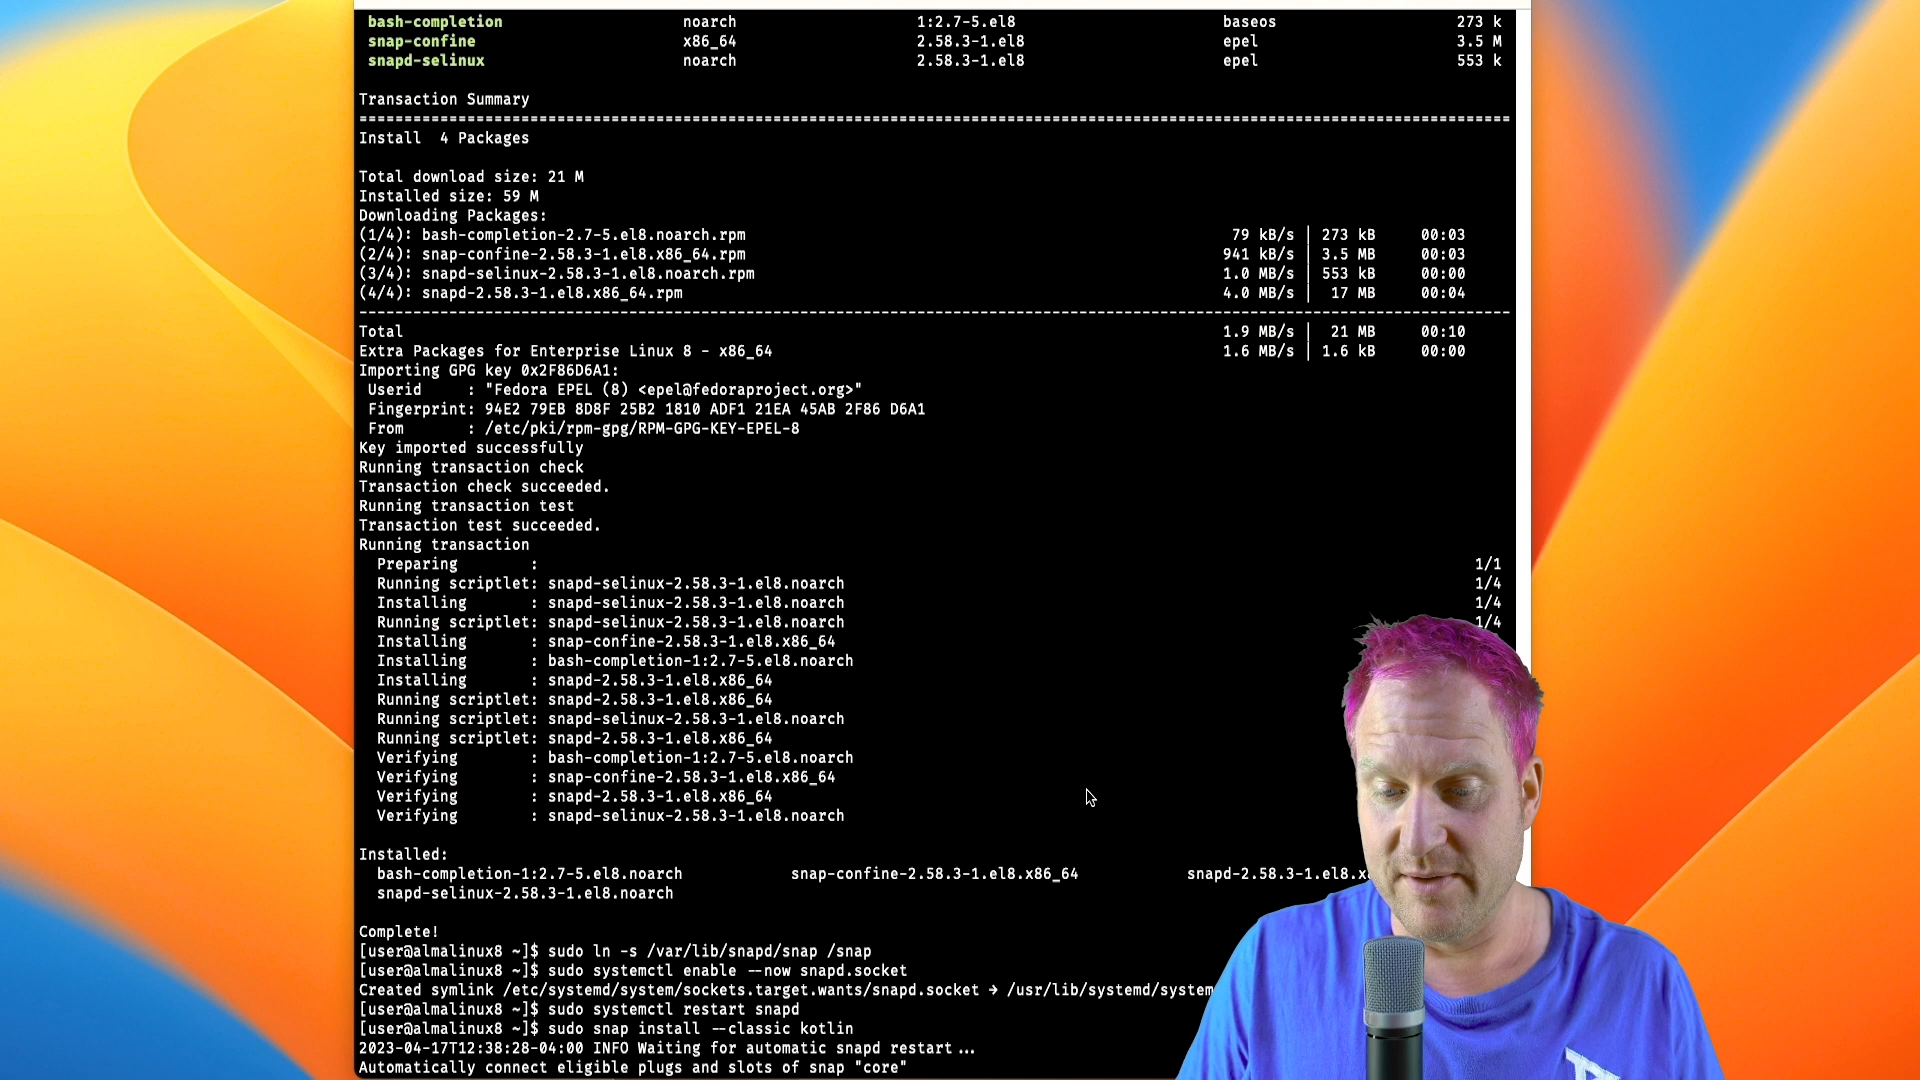 bash-completion noarch 1:2.7-5.el8 baseos 273 k
snap-confine x86_64 2.58.3-1.el8 epel 3.5 M
snapd-selinux noarch 2.58.3-1.el8 epel 553 k
Transaction Summary
================================================================================
Install 4 Packages
Total download size: 21 M
Installed size: 59 M
Downloading Packages:
(1/4): bash-completion-2.7-5.el8.noarch.rpm 79 kB/s | 273 kB 00:03
(2/4): snap-confine-2.58.3-1.el8.x86_64.rpm 941 kB/s | 3.5 MB 00:03
(3/4): snapd-selinux-2.58.3-1.el8.noarch.rpm 1.0 MB/s | 553 kB 00:00
(4/4): snapd-2.58.3-1.el8.x86_64.rpm 4.0 MB/s | 17 MB 00:04
--------------------------------------------------------------------------------
Total 1.9 MB/s | 21 MB 00:10
Extra Packages for Enterprise Linux 8 - x86_64 1.6 MB/s | 1.6 kB 00:00
Importing GPG key 0x2F86D6A1:
Userid : "Fedora EPEL (8) <epel@fedoraproject.org>"
Fingerprint: 94E2 79EB 8D8F 25B2 1810 ADF1 21EA 45AB 2F86 D6A1
From : /etc/pki/rpm-gpg/RPM-GPG-KEY-EPEL-8
Key imported successfully
Running transaction check
Transaction check succeeded.
Running transaction test
Transaction test succeeded.
Running transaction
Preparing : 1/1
Running scriptlet: snapd-selinux-2.58.3-1.el8.noarch 1/4
Installing : snapd-selinux-2.58.3-1.el8.noarch 1/4
Running scriptlet: snapd-selinux-2.58.3-1.el8.noarch 1/4
Installing : snap-confine-2.58.3-1.el8.x86_64
Installing : bash-completion-1:2.7-5.el8.noarch
Installing : snapd-2.58.3-1.el8.x86_64
Running scriptlet: snapd-2.58.3-1.el8.x86_64
Running scriptlet: snapd-selinux-2.58.3-1.el8.noarch
Running scriptlet: snapd-2.58.3-1.el8.x86_64
Verifying : bash-completion-1:2.7-5.el8.noarch
Verifying : snap-confine-2.58.3-1.el8.x86_64
Verifying : snapd-2.58.3-1.el8.x86_64
Verifying : snapd-selinux-2.58.3-1.el8.noarch
Installed:
bash-completion-1:2.7-5.el8.noarch snap-confine-2.58.3-1.el8.x86_64 snapd-2.58.3-1.el8.x8
snapd-selinux-2.58.3-1.el8.noarch
Complete!
[user@almalinux8 ~]$ sudo ln -s /var/lib/snapd/snap /snap
[user@almalinux8 ~]$ sudo systemctl enable --now snapd.socket
Created symlink /etc/systemd/system/sockets.target.wants/snapd.socket → /usr/lib/systemd/system
[user@almalinux8 ~]$ sudo systemctl restart snapd
[user@almalinux8 ~]$ sudo snap install --classic kotlin
2023-04-17T12:38:28-04:00 INFO Waiting for automatic snapd restart...
Automatically connect eligible plugs and slots of snap "core"